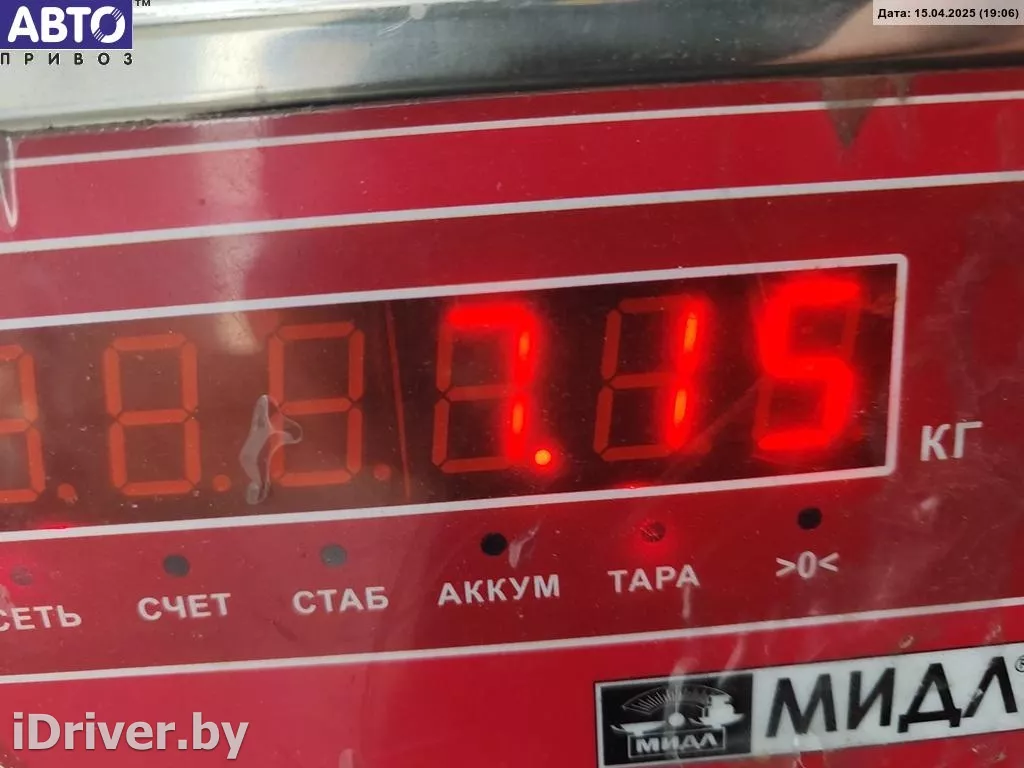 АВТО™
ПРИВОЗ
Дата: 15.04.2025 (19:06)
7.15
КГ
СЕТЬ СЧЕТ СТАБ АККУМ ТАРА >0<
МИДЛ®
МИДЛ
iDriver.by